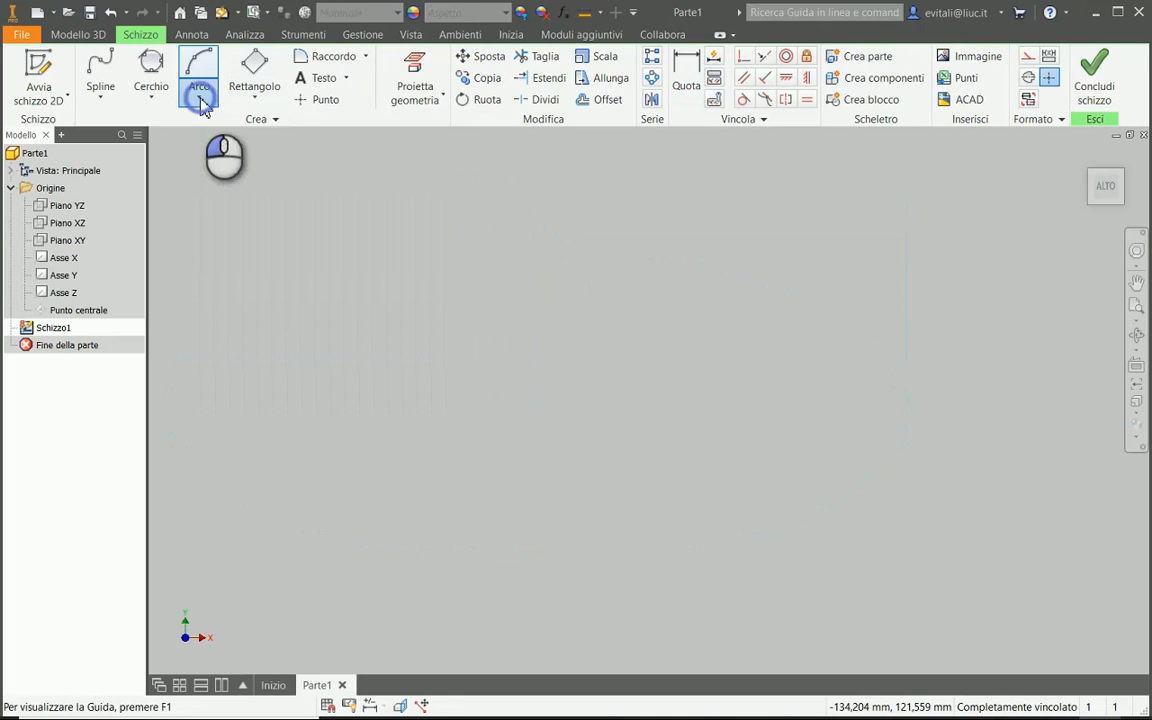 PRO
Materiale
Aspetto
Parte1
Ricerca Guida in linea e comand
evitali@liuc.it
File
Modello 3D
Schizzo
Annota
Analizza
Strumenti
Gestione
Vista
Ambienti
Inizia
Moduli aggiuntivi
Collabora
Avvia
schizzo 2D
Spline
Cerchio
Arco
Rettangolo
Raccordo
Testo
Punto
Proietta
geometria
Sposta
Copia
Ruota
Taglia
Estendi
Dividi
Scala
Allunga
Offset
Quota
Crea parte
Crea componenti
Crea blocco
Immagine
Punti
ACAD
Concludi
schizzo
Schizzo
Crea
Modifica
Serie
Vincola
Scheletro
Inserisci
Formato
Esci
Modello
Parte1
Vista: Principale
Origine
Piano YZ
Piano XZ
Piano XY
Asse X
Asse Y
Asse Z
Punto centrale
Schizzo1
Fine della parte
ALTO
Y
X
Inizio
Parte1
Per visualizzare la Guida, premere F1
-134,204 mm, 121,559 mm
Completamente vincolato
1
1